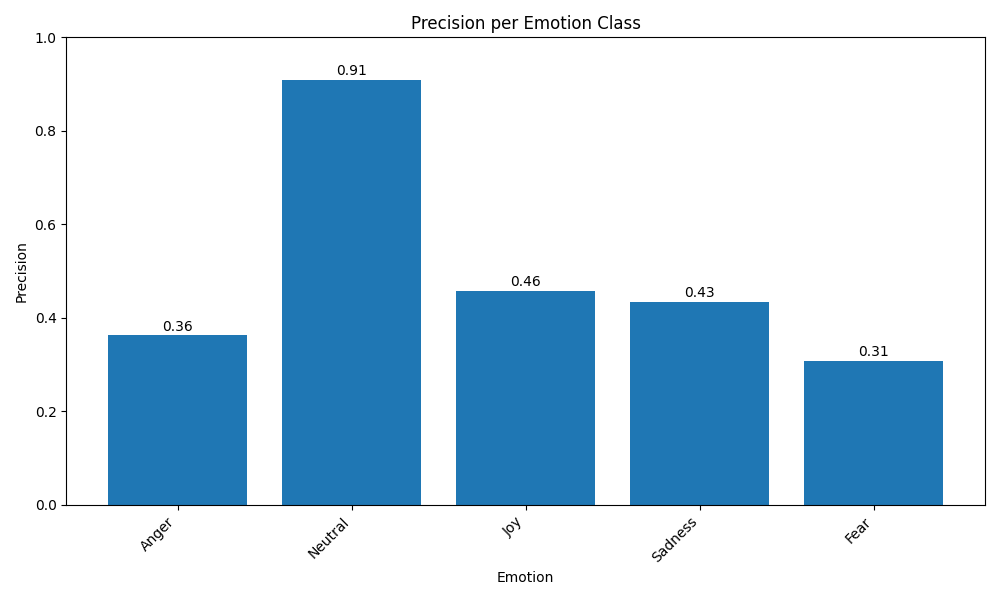 Precision per Emotion Class
1.0
0.8
0.6
0.4
0.2
0.0
Precision
0.36
0.91
0.46
0.43
0.31
Anger
Neutral
Joy
Sadness
Fear
Emotion